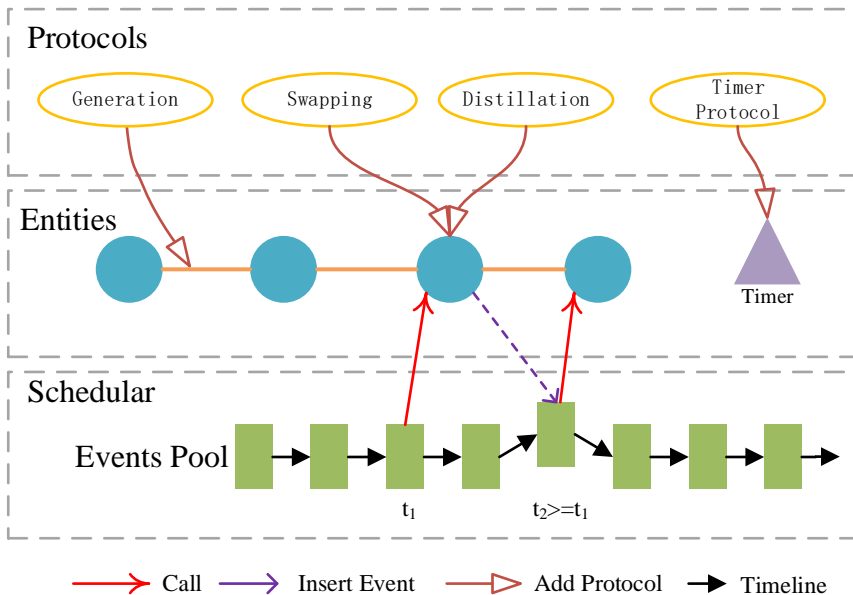 Protocols
Generation
Swapping
Distillation
Timer
Protocol
Entities
Timer
Schedular
Events Pool
t₁
t₂>=t₁
Call
Insert Event
Add Protocol
Timeline